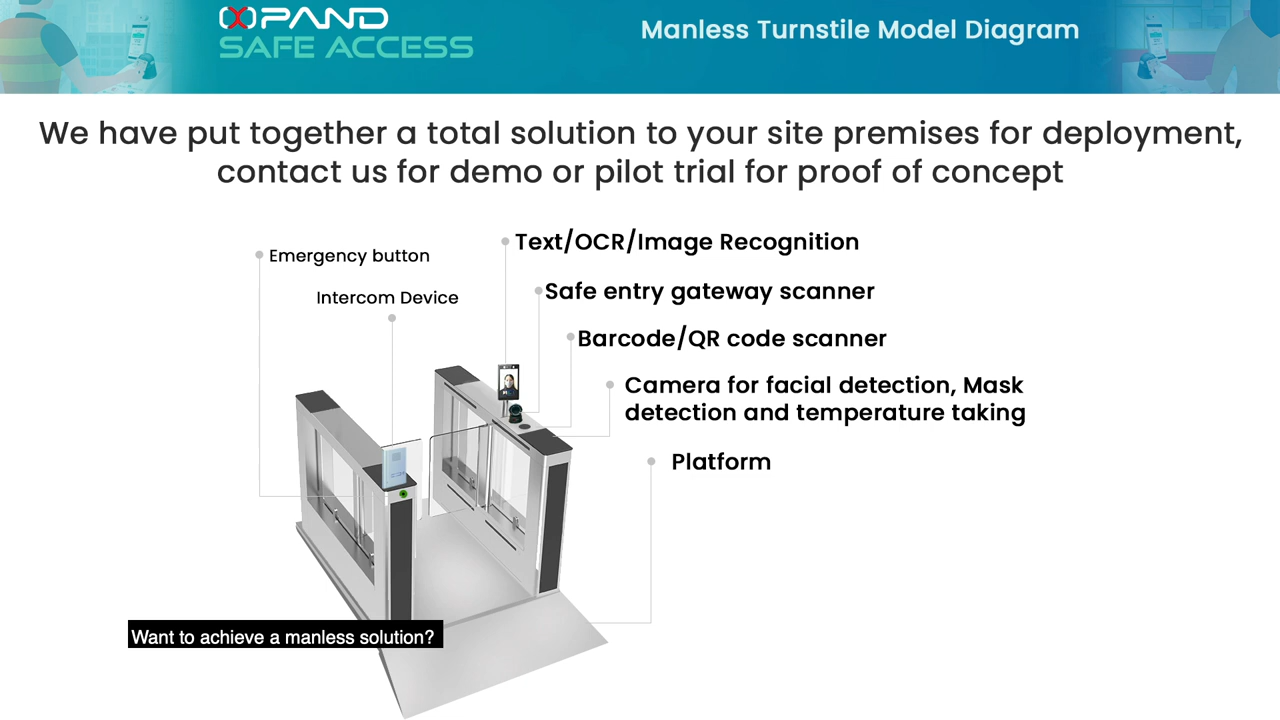 XPAND
SAFE ACCESS
Manless Turnstile Model Diagram
We have put together a total solution to your site premises for deployment,
contact us for demo or pilot trial for proof of concept
Emergency button
Intercom Device
Text/OCR/Image Recognition
Safe entry gateway scanner
Barcode/QR code scanner
Camera for facial detection, Mask
detection and temperature taking
Platform
Want to achieve a manless solution?